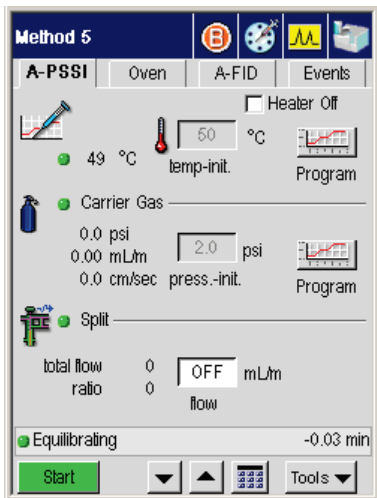 Method 5 B
A-PSSI Oven A-FID Events
Heater Off
49 °C 50 °C
temp-init. Program
Carrier Gas
0.0 psi
0.00 mL/m 2.0 psi
0.0 cm/sec press.-init. Program
Split
total flow 0 OFF mL/m
ratio 0
flow
Equilibrating -0.03 min
Start Tools